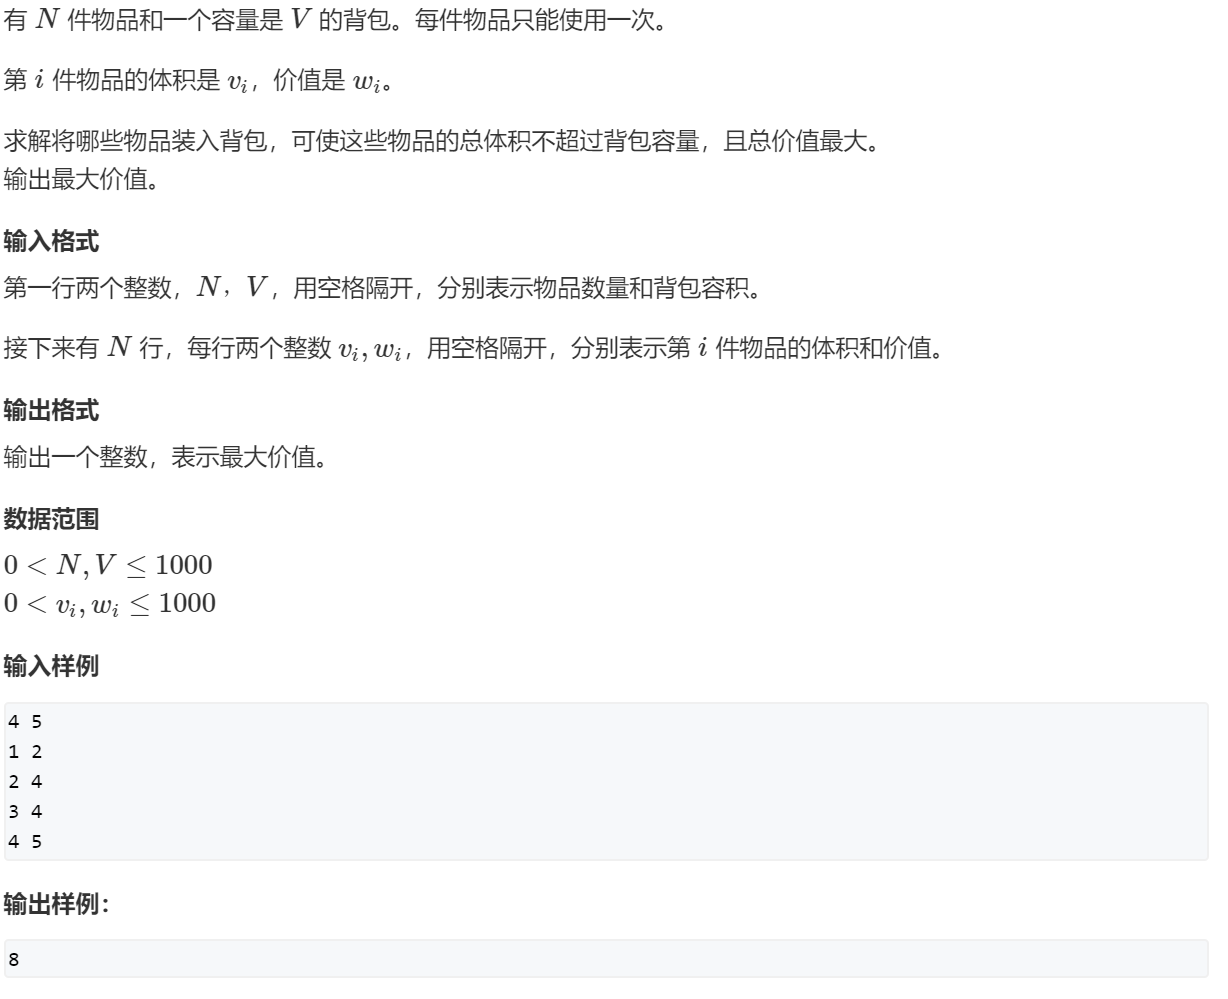 有 N 件物品和一个容量是 V 的背包。每件物品只能使用一次。
第 i 件物品的体积是 vᵢ，价值是 wᵢ。
求解将哪些物品装入背包，可使这些物品的总体积不超过背包容量，且总价值最大。
输出最大价值。
输入格式
第一行两个整数，N，V，用空格隔开，分别表示物品数量和背包容积。
接下来有 N 行，每行两个整数 vᵢ, wᵢ，用空格隔开，分别表示第 i 件物品的体积和价值。
输出格式
输出一个整数，表示最大价值。
数据范围
0 < N, V ≤ 1000
0 < vᵢ, wᵢ ≤ 1000
输入样例
4 5
1 2
2 4
3 4
4 5
输出样例：
8